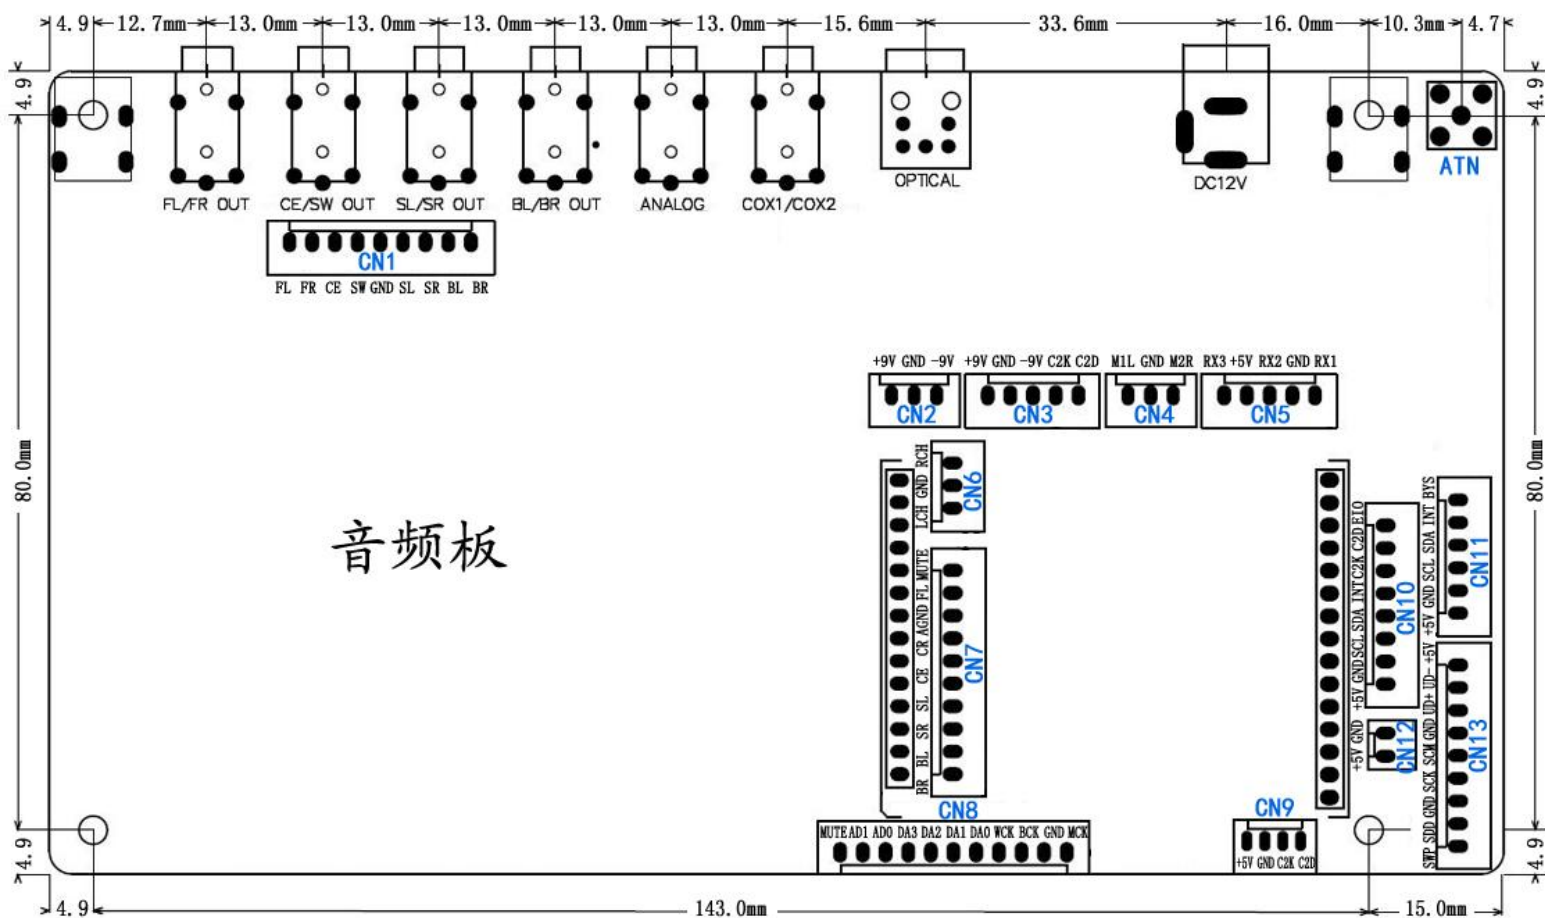 4.9 12.7mm 13.0mm 13.0mm 13.0mm 13.0mm 15.6mm 33.6mm 16.0mm 10.3mm 4.7
4.9
4.9
ATN
OPTICAL
DC12V
FL/FR OUT CE/SW OUT SL/SR OUT BL/BR OUT ANALOG COX1/COX2
CN1
FL FR CE SW GND SL SR BL BR
+9V GND -9V
+9V GND -9V C2K C2D
M1L GND M2R
RX3 +5V RX2 GND RX1
CN2
CN3
CN4
CN5
80.0mm
80.0mm
音频板
LCH GND RCH
CN6
BR BL SR SL CE CR AGND FL MUTE
CN7
+5V GND SCL SDA INT C2K C2D EIO
CN10
+5V GND SCL SDA INT BYS
CN11
+5V GND
CN12
SWP SDD GND SCK SCM GND UD+ UD- +5V
CN13
CN8
MUTE AD1 AD0 DA3 DA2 DA1 DA0 WCK BCK GND MCK
CN9
+5V GND C2K C2D
4.9
4.9
4.9 143.0mm 15.0mm